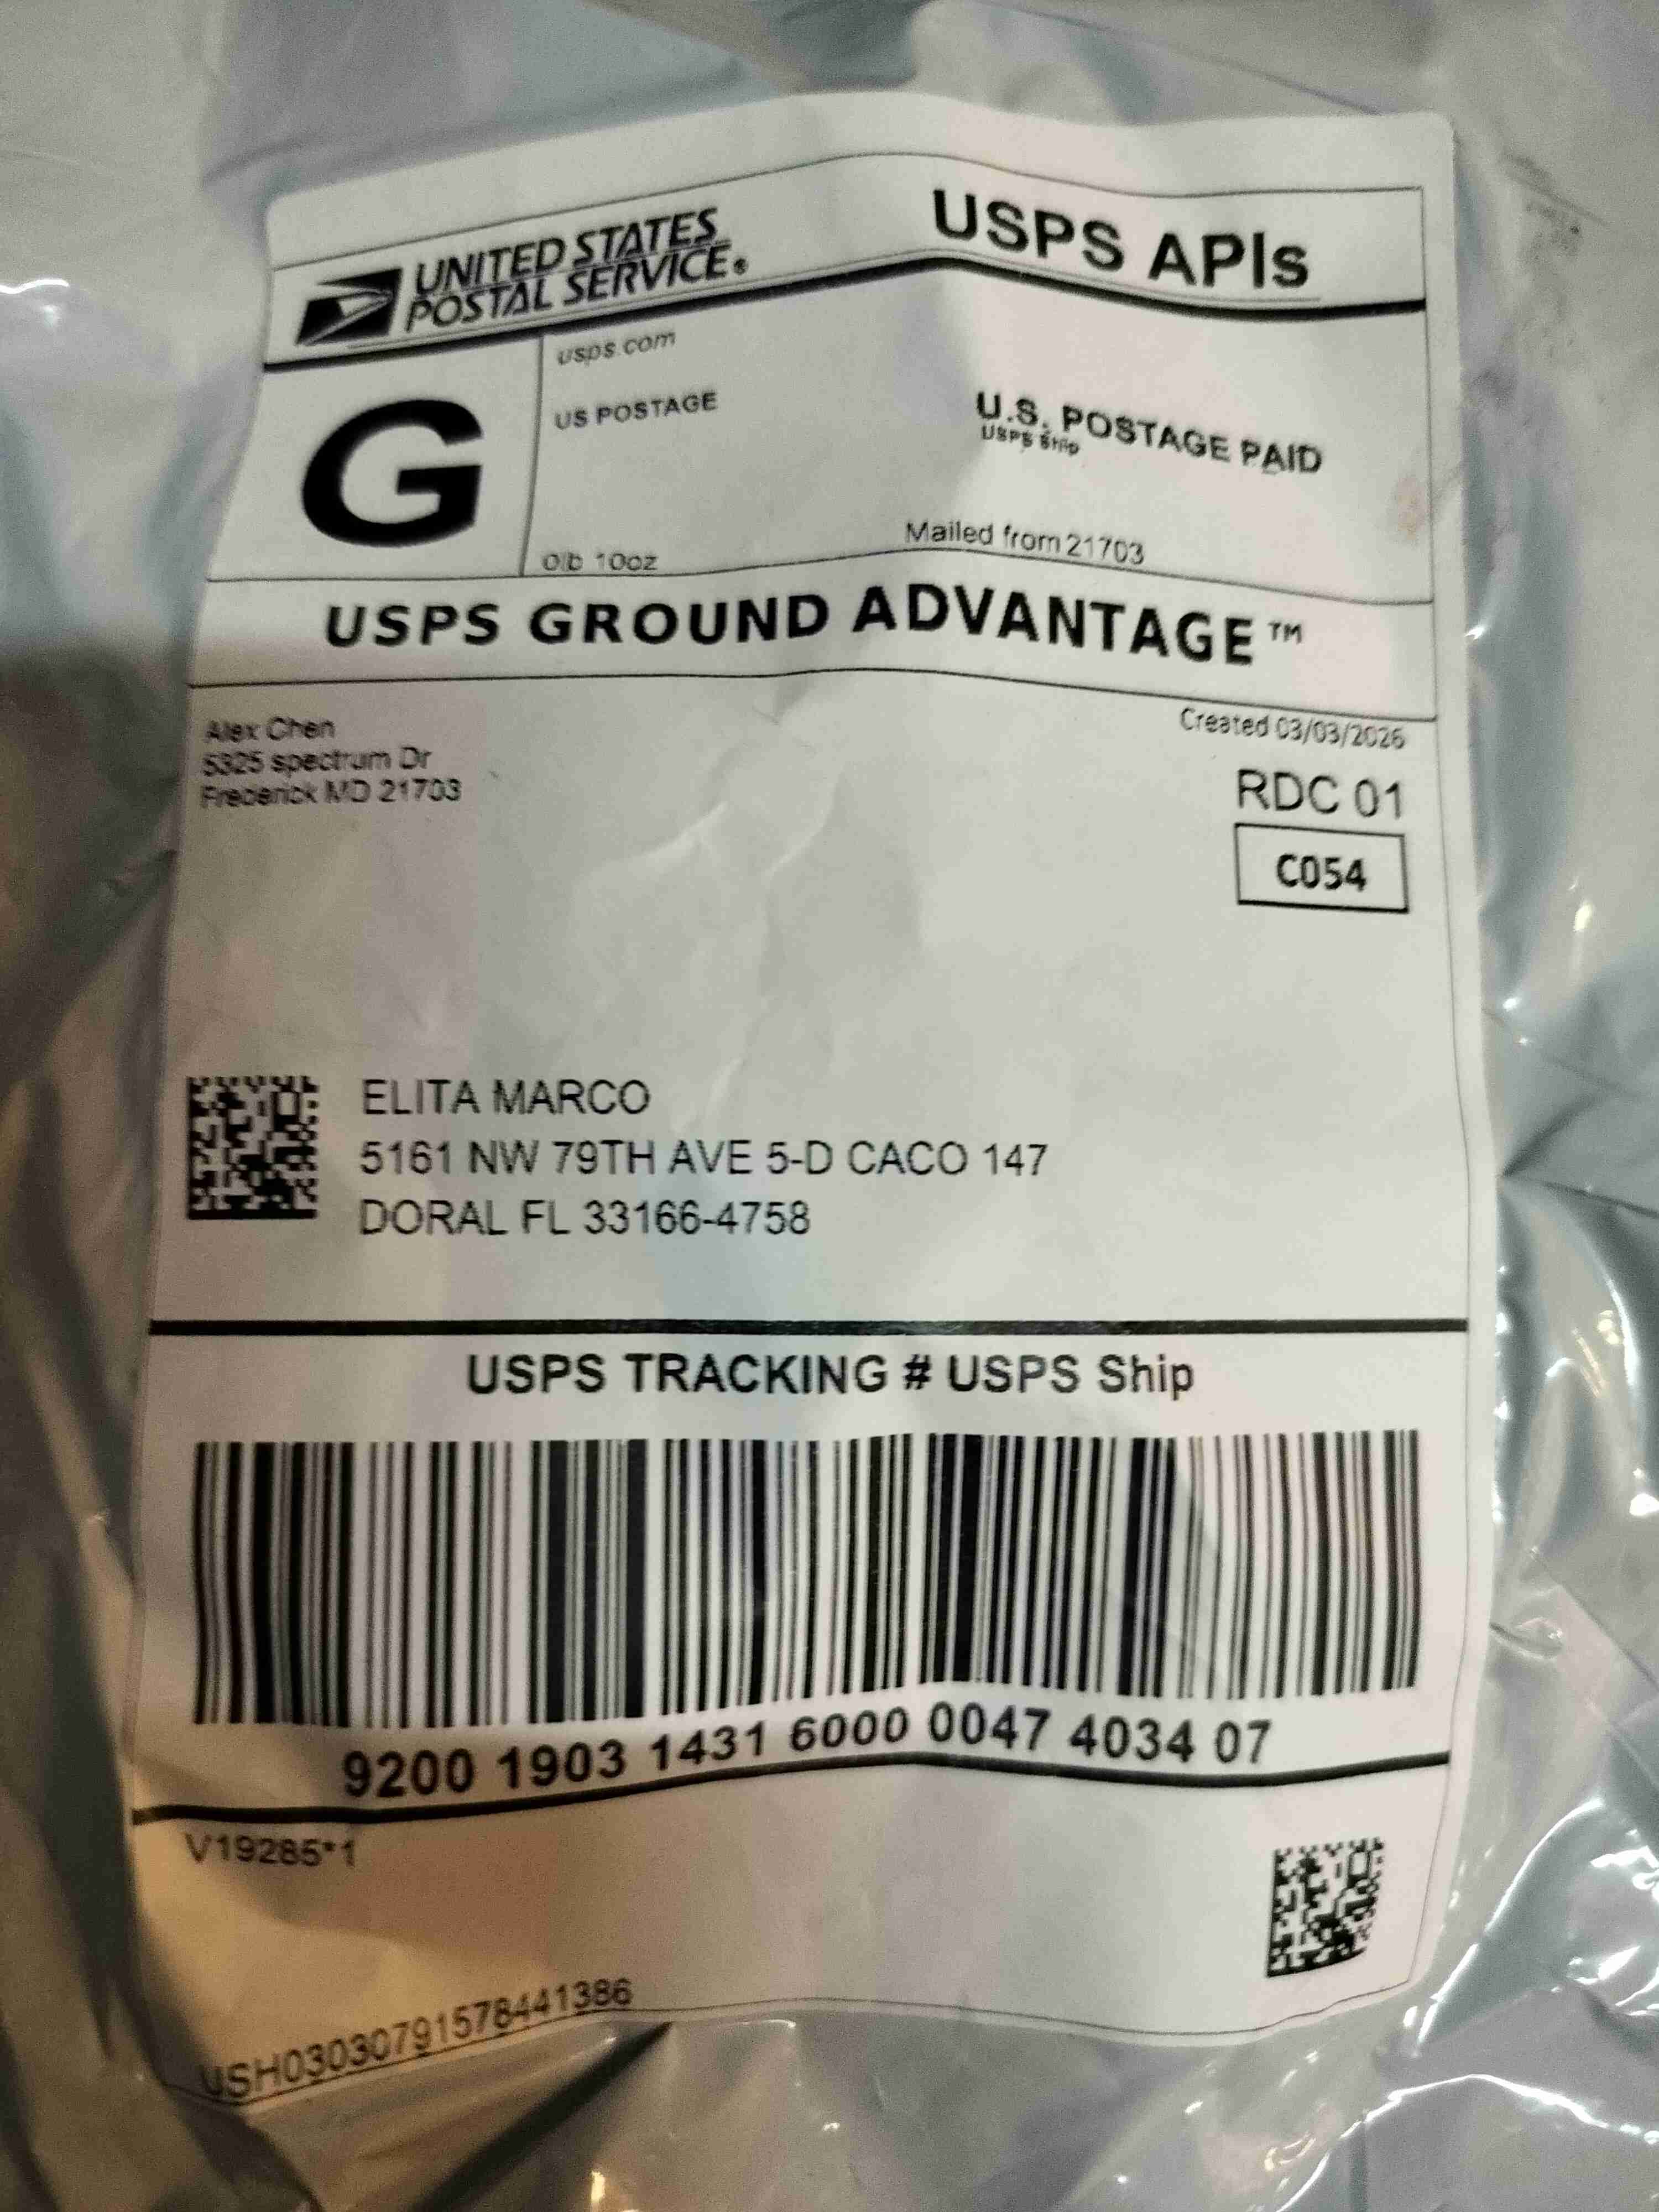 UNITED STATES
POSTAL SERVICE®
USPS APIs
G
usps.com
US POSTAGE
U.S. POSTAGE PAID
USPS Ship
0lb 10oz
Mailed from 21703
USPS GROUND ADVANTAGE™
Alex Chen
5325 spectrum Dr
Frederick MD 21703
Created 03/03/2026
RDC 01
C054
ELITA MARCO
5161 NW 79TH AVE 5-D CACO 147
DORAL FL 33166-4758
USPS TRACKING # USPS Ship
9200 1903 1431 6000 0047 4034 07
V19285*1
USH0303079157844​1386